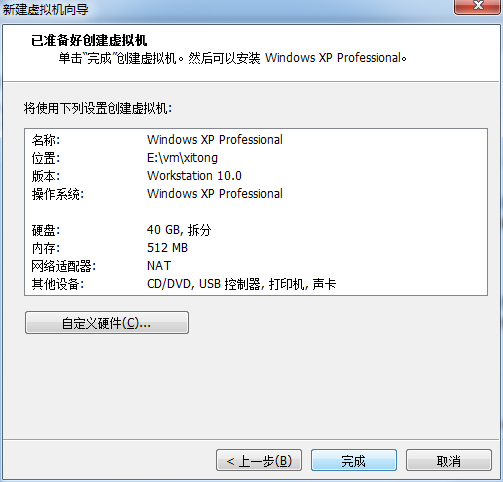 新建虚拟机向导
已准备好创建虚拟机
单击“完成”创建虚拟机。然后可以安装 Windows XP Professional。
将使用下列设置创建虚拟机:
名称: Windows XP Professional
位置: E:\vm\xitong
版本: Workstation 10.0
操作系统: Windows XP Professional
硬盘: 40 GB, 拆分
内存: 512 MB
网络适配器: NAT
其他设备: CD/DVD, USB 控制器, 打印机, 声卡
自定义硬件(C)...
< 上一步(B) 完成 取消